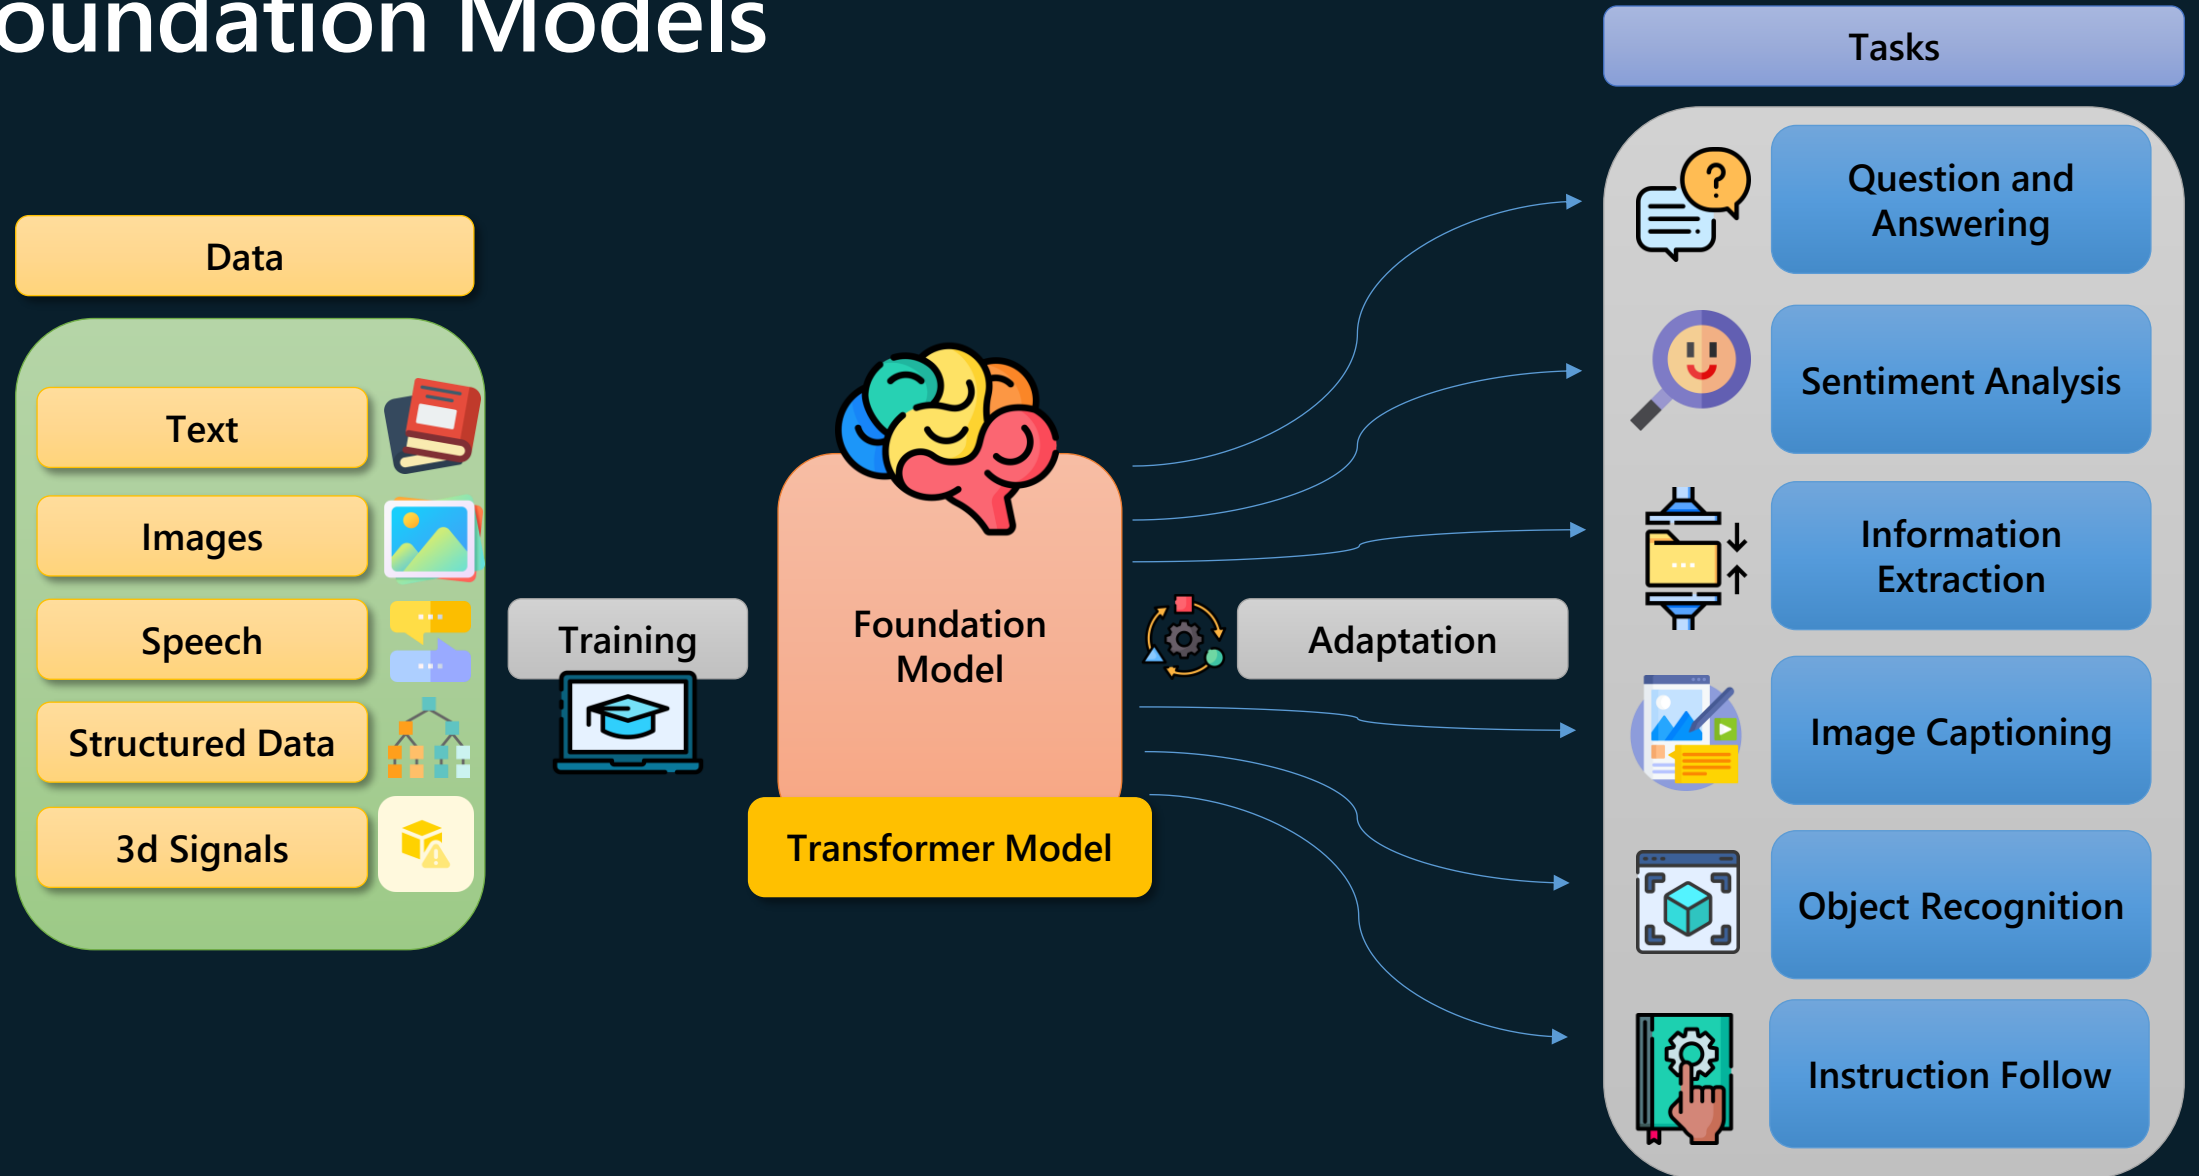 oundation Models
Tasks
Question and
Answering
Data
Sentiment Analysis
Text
Information
Extraction
Images
Speech
Training
Foundation
Model
Adaptation
Structured Data
Image Captioning
3d Signals
Transformer Model
Object Recognition
Instruction Follow